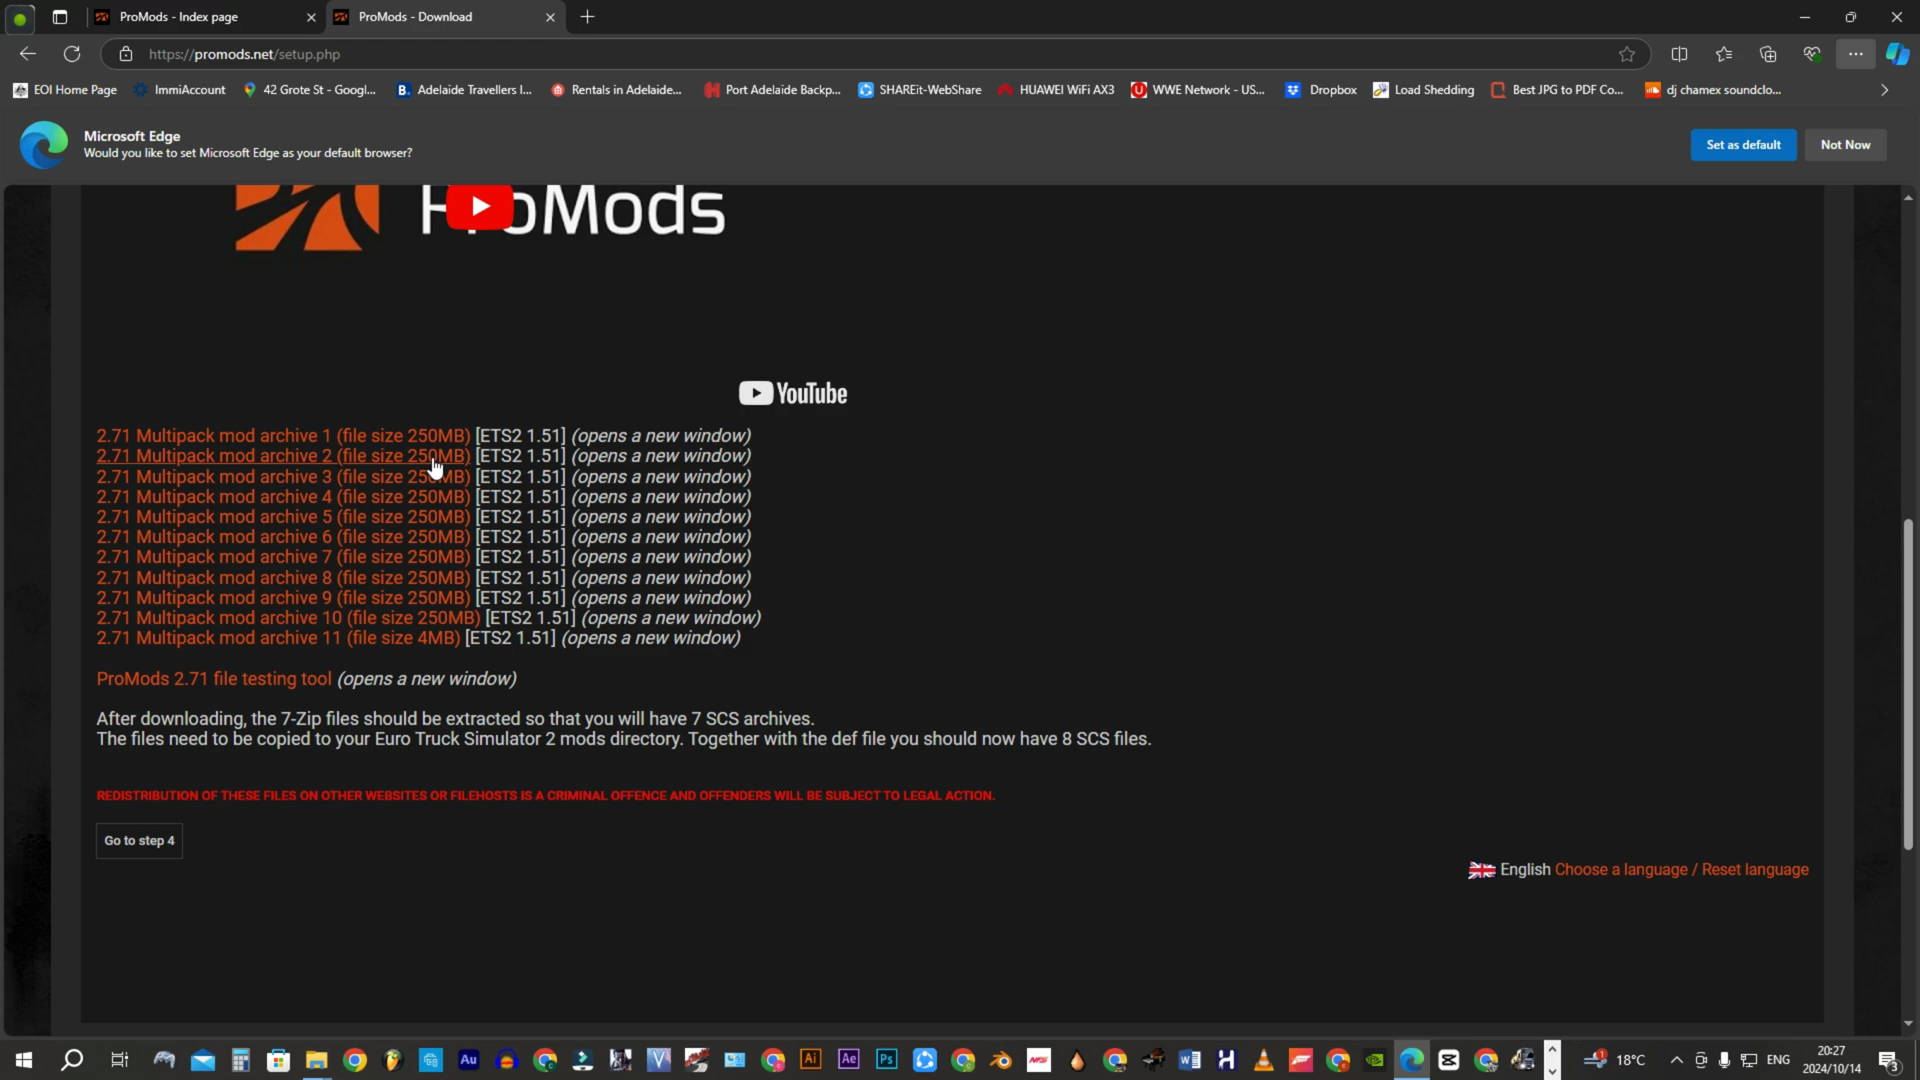 ProMods - Index page
ProMods - Download
https://promods.net/setup.php
EOI Home Page
ImmiAccount
42 Grote St - Googl...
Adelaide Travellers I...
Rentals in Adelaide...
Port Adelaide Backp...
SHAREit-WebShare
HUAWEI WiFi AX3
WWE Network - US...
Dropbox
Load Shedding
Best JPG to PDF Co...
dj chamex soundclo...
Microsoft Edge
Would you like to set Microsoft Edge as your default browser?
Set as default
Not Now
ProMods
YouTube
2.71 Multipack mod archive 1 (file size 250MB) [ETS2 1.51] (opens a new window)
2.71 Multipack mod archive 2 (file size 250MB) [ETS2 1.51] (opens a new window)
2.71 Multipack mod archive 3 (file size 250MB) [ETS2 1.51] (opens a new window)
2.71 Multipack mod archive 4 (file size 250MB) [ETS2 1.51] (opens a new window)
2.71 Multipack mod archive 5 (file size 250MB) [ETS2 1.51] (opens a new window)
2.71 Multipack mod archive 6 (file size 250MB) [ETS2 1.51] (opens a new window)
2.71 Multipack mod archive 7 (file size 250MB) [ETS2 1.51] (opens a new window)
2.71 Multipack mod archive 8 (file size 250MB) [ETS2 1.51] (opens a new window)
2.71 Multipack mod archive 9 (file size 250MB) [ETS2 1.51] (opens a new window)
2.71 Multipack mod archive 10 (file size 250MB) [ETS2 1.51] (opens a new window)
2.71 Multipack mod archive 11 (file size 4MB) [ETS2 1.51] (opens a new window)
ProMods 2.71 file testing tool (opens a new window)
After downloading, the 7-Zip files should be extracted so that you will have 7 SCS archives.
The files need to be copied to your Euro Truck Simulator 2 mods directory. Together with the def file you should now have 8 SCS files.
REDISTRIBUTION OF THESE FILES ON OTHER WEBSITES OR FILEHOSTS IS A CRIMINAL OFFENCE AND OFFENDERS WILL BE SUBJECT TO LEGAL ACTION.
Go to step 4
English Choose a language / Reset language
Au
Ai
Ae
Ps
18°C
ENG
20:27
2024/10/14
3